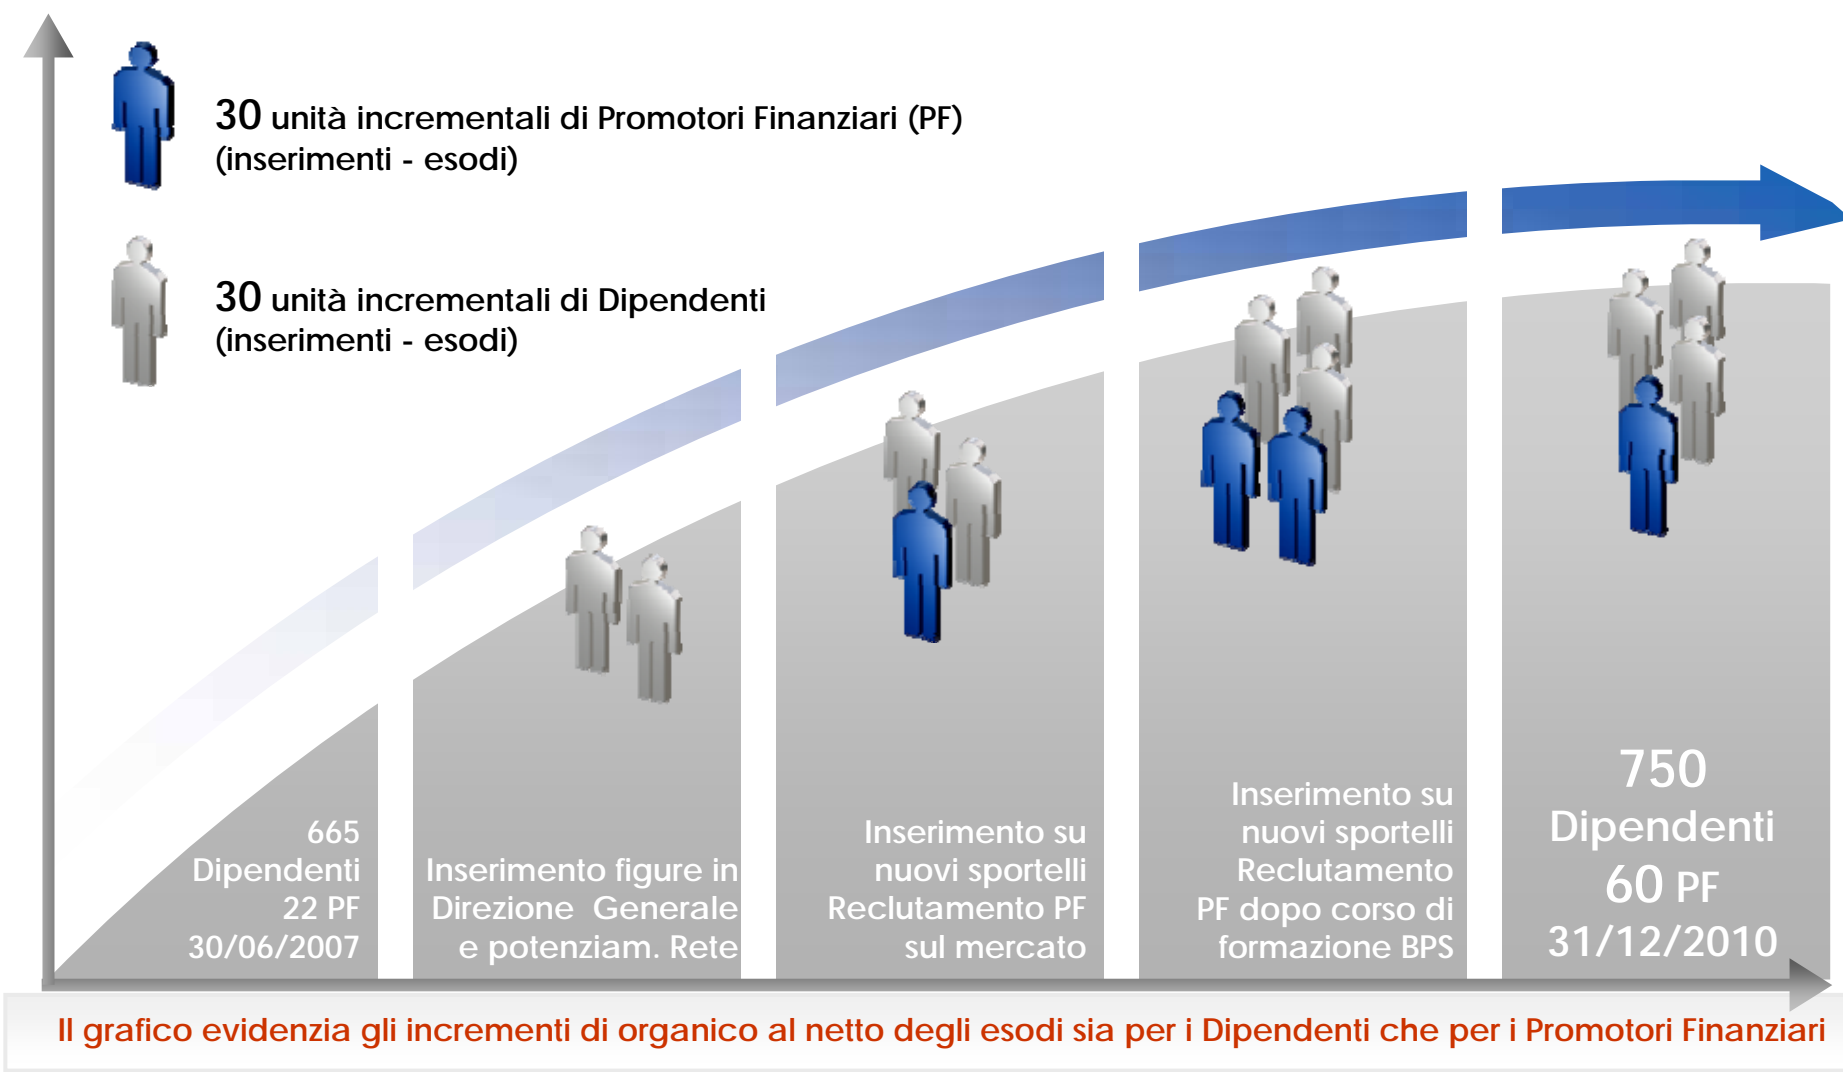 30 unità incrementali di Promotori Finanziari (PF)
(inserimenti - esodi)
30 unità incrementali di Dipendenti
(inserimenti - esodi)
665
Dipendenti
22 PF
30/06/2007
Inserimento figure in
Direzione Generale
e potenziam. Rete
Inserimento su
nuovi sportelli
Reclutamento PF
sul mercato
Inserimento su
nuovi sportelli
Reclutamento
PF dopo corso di
formazione BPS
750
Dipendenti
60 PF
31/12/2010
Il grafico evidenzia gli incrementi di organico al netto degli esodi sia per i Dipendenti che per i Promotori Finanziari